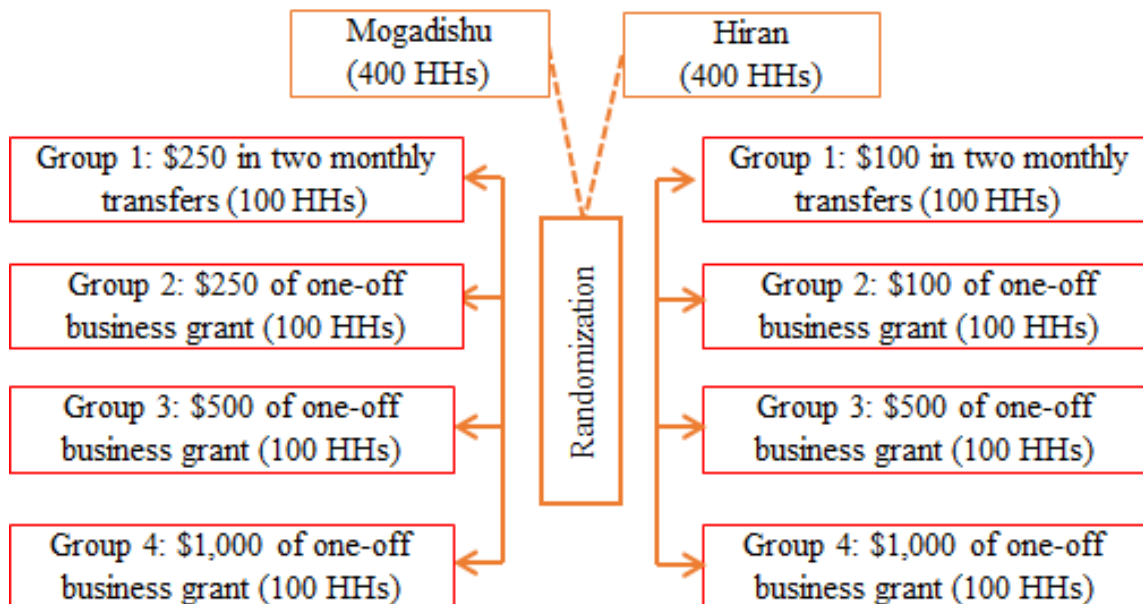 Mogadishu
(400 HHs)
Hiran
(400 HHs)
Group 1: $250 in two monthly
transfers (100 HHs)
Group 2: $250 of one-off
business grant (100 HHs)
Group 3: $500 of one-off
business grant (100 HHs)
Group 4: $1,000 of one-off
business grant (100 HHs)
Randomization
Group 1: $100 in two monthly
transfers (100 HHs)
Group 2: $100 of one-off
business grant (100 HHs)
Group 3: $500 of one-off
business grant (100 HHs)
Group 4: $1,000 of one-off
business grant (100 HHs)